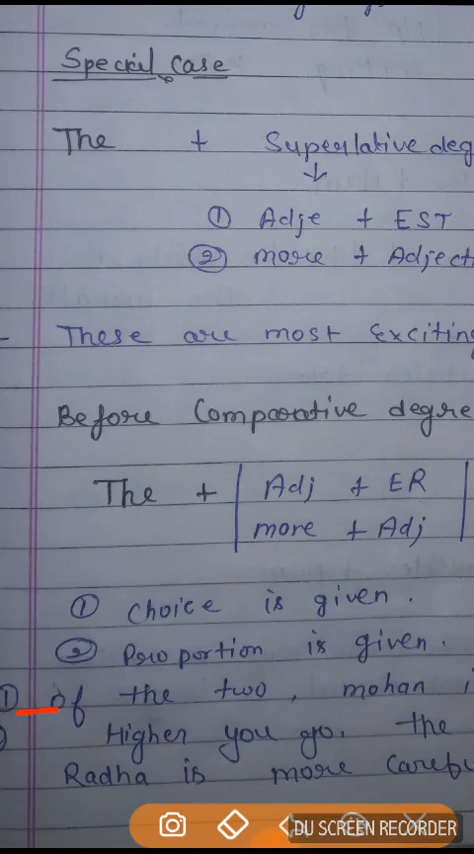 Special Case
The + Superlative deg
① Adje + EST
② more + Adject
These are most Exciting
Before Comparative degree
The + Adj + ER
more + Adj
① choice is given.
② Proportion is given.
① of the two, mohan i
Higher you go. the
Radha is more carefu
DU SCREEN RECORDER